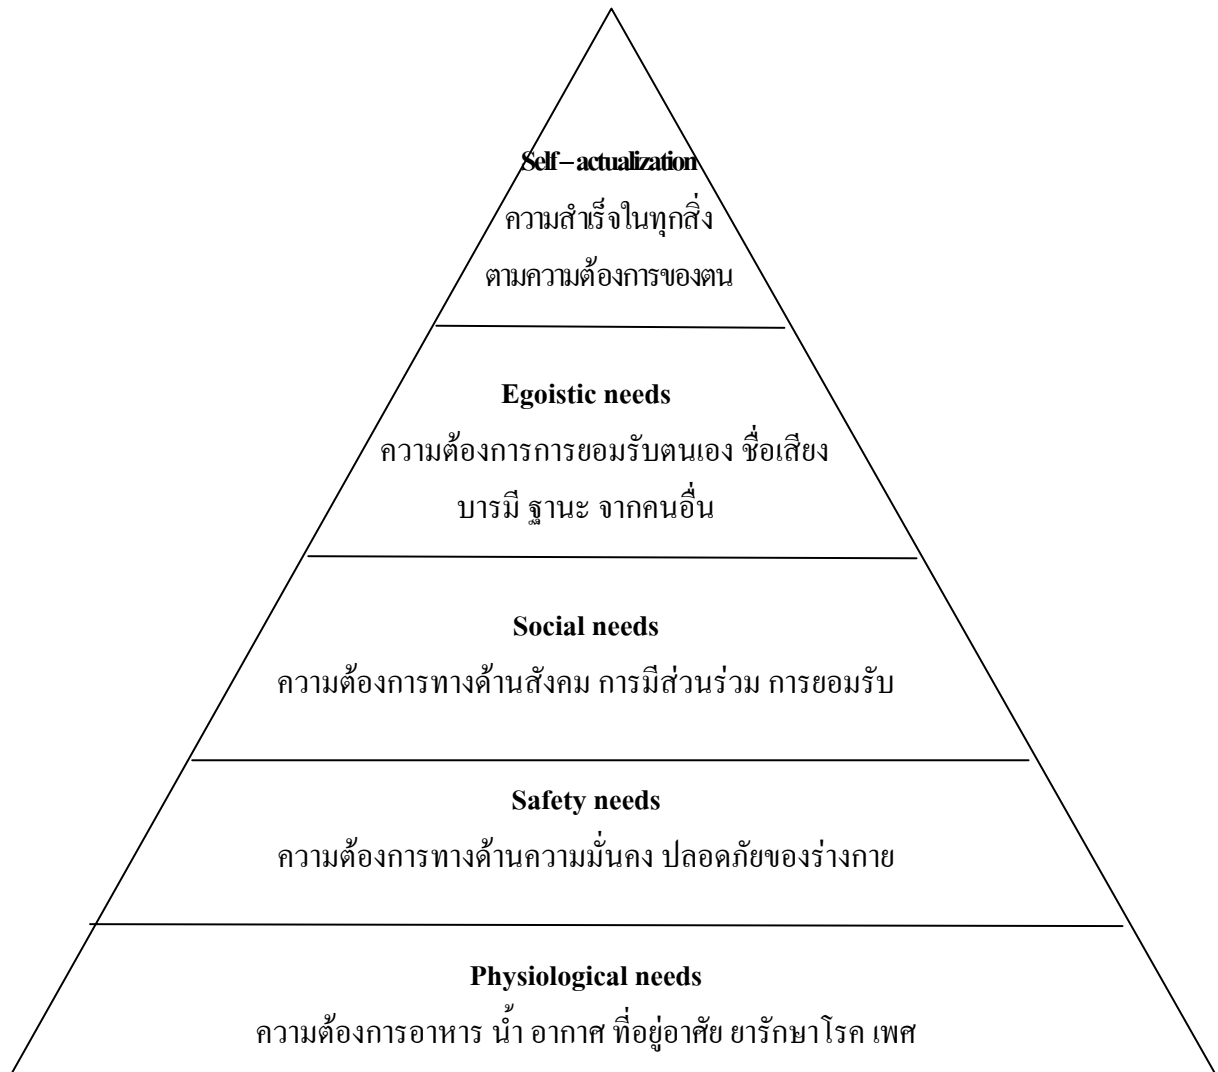 Self – actualization
ความสำเร็จในทุกสิ่ง
ตามความต้องการของตน
Egoistic needs
ความต้องการการยอมรับตนเอง ชื่อเสียง
บารมี ฐานะ จากคนอื่น
Social needs
ความต้องการทางด้านสังคม การมีส่วนร่วม การยอมรับ
Safety needs
ความต้องการทางด้านความมั่นคง ปลอดภัยของร่างกาย
Physiological needs
ความต้องการอาหาร น้ำ อากาศ ที่อยู่อาศัย ยารักษาโรค เพศ